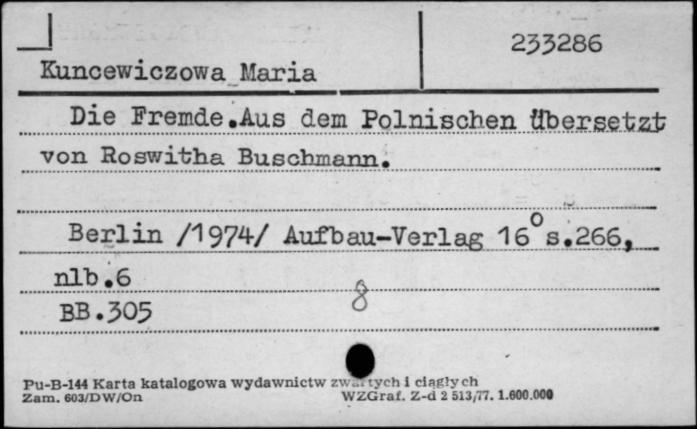 233286
Kuncewiczowa Maria
Die Fremde.Aus dem Polnischen Übersetzt
von Roswitha Buschmann.
Berlin /1974/ Aufbau-Verlag 16° s.266,
nlb.6
BB.305
8
Pu-B-144 Karta katalogowa wydawnictw zwartych i ciągłych
Zam. 603/DW/On WZGraf. Z-d 2 513/77. 1.600.000